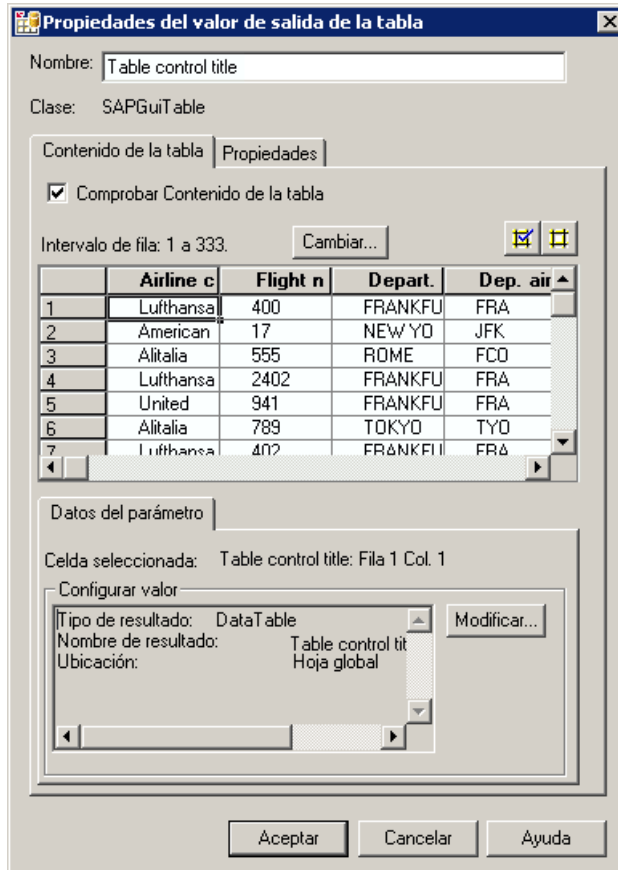 Propiedades del valor de salida de la tabla
Nombre: Table control title
Clase: SAPGuiTable
Contenido de la tabla Propiedades
Comprobar Contenido de la tabla
Intervalo de fila: 1 a 333. Cambiar...
Airline c Flight n Depart. Dep. air
1 Lufthansa 400 FRANKFU FRA
2 American 17 NEW YO JFK
3 Alitalia 555 ROME FCO
4 Lufthansa 2402 FRANKFU FRA
5 United 941 FRANKFU FRA
6 Alitalia 789 TOKYO TYO
7 Lufthansa 402 FRANKFU FRA
Datos del parámetro
Celda seleccionada: Table control title: Fila 1 Col. 1
Configurar valor
Tipo de resultado: DataTable Modificar...
Nombre de resultado: Table control tit
Ubicación: Hoja global
Aceptar Cancelar Ayuda